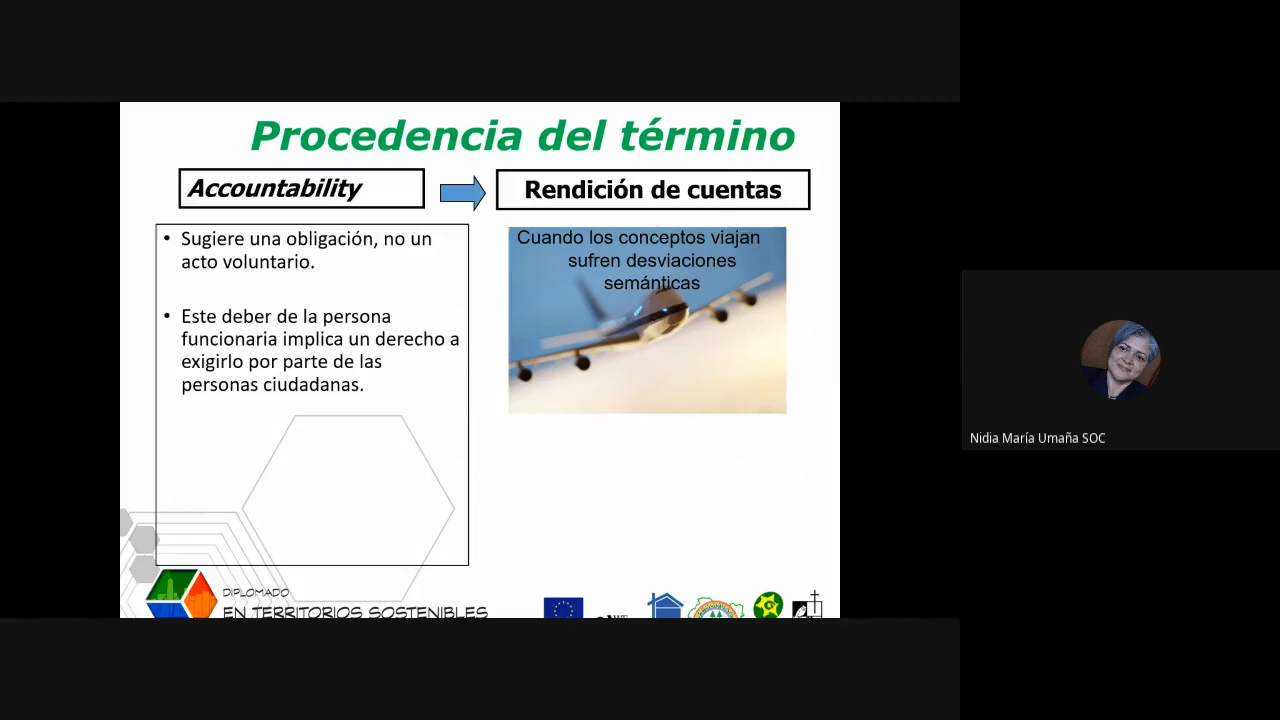 Procedencia del término
Accountability
Rendición de cuentas
• Sugiere una obligación, no un
acto voluntario.
• Este deber de la persona
funcionaria implica un derecho a
exigirlo por parte de las
personas ciudadanas.
Cuando los conceptos viajan
sufren desviaciones
semánticas
DIPLOMADO
EN TERRITORIOS SOSTENIBLES
Nidia María Umaña SOC